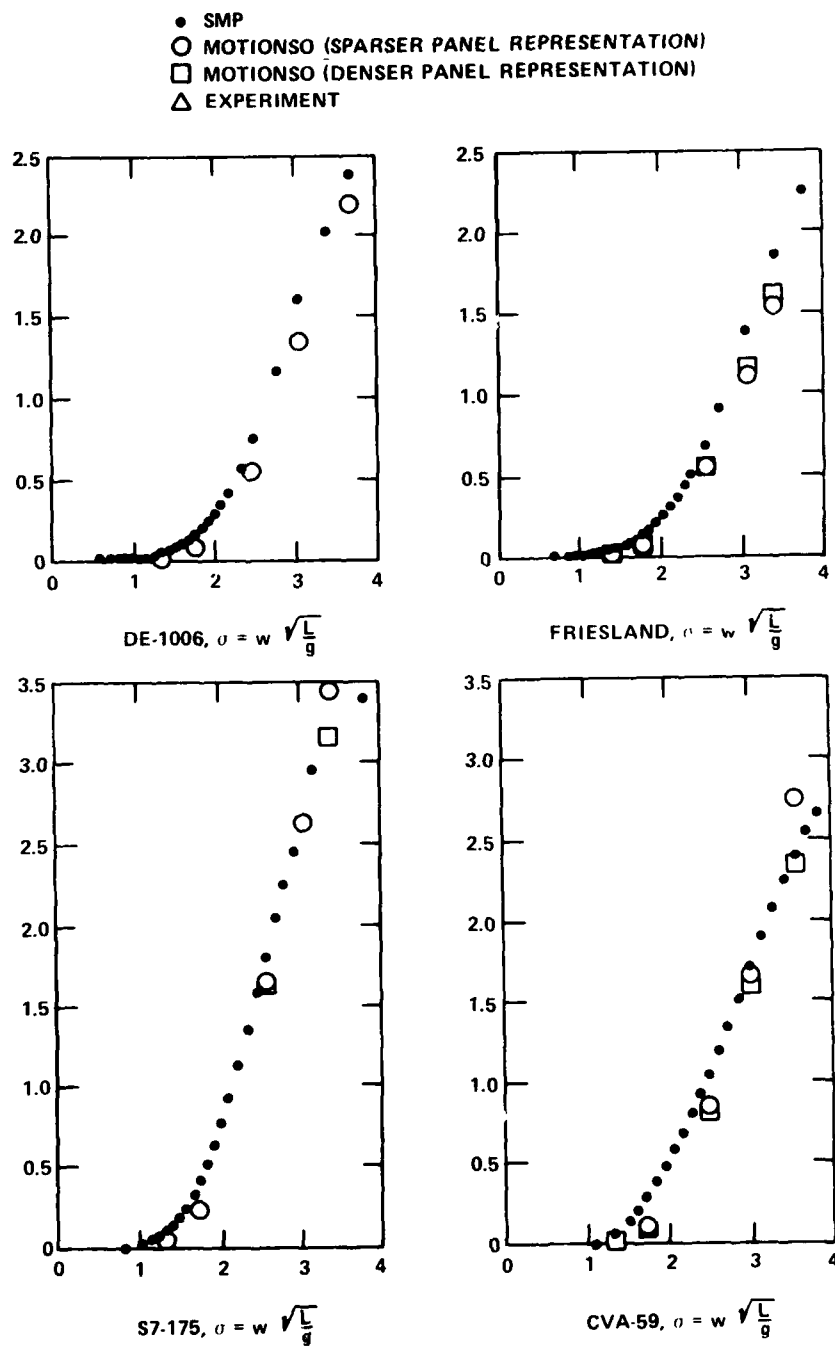 ● SMP
○ MOTIONSO (SPARSER PANEL REPRESENTATION)
□ MOTIONSO (DENSER PANEL REPRESENTATION)
△ EXPERIMENT
2.5
2.0
1.5
1.0
0.5
0
0 1 2 3 4
DE-1006, σ = w √(L/g)
2.5
2.0
1.5
1.0
0.5
0
0 1 2 3 4
FRIESLAND, σ = w √(L/g)
3.5
3.0
2.5
2.0
1.5
1.0
0.5
0
0 1 2 3 4
S7-175, σ = w √(L/g)
3.5
3.0
2.5
2.0
1.5
1.0
0.5
0
0 1 2 3 4
CVA-59, σ = w √(L/g)